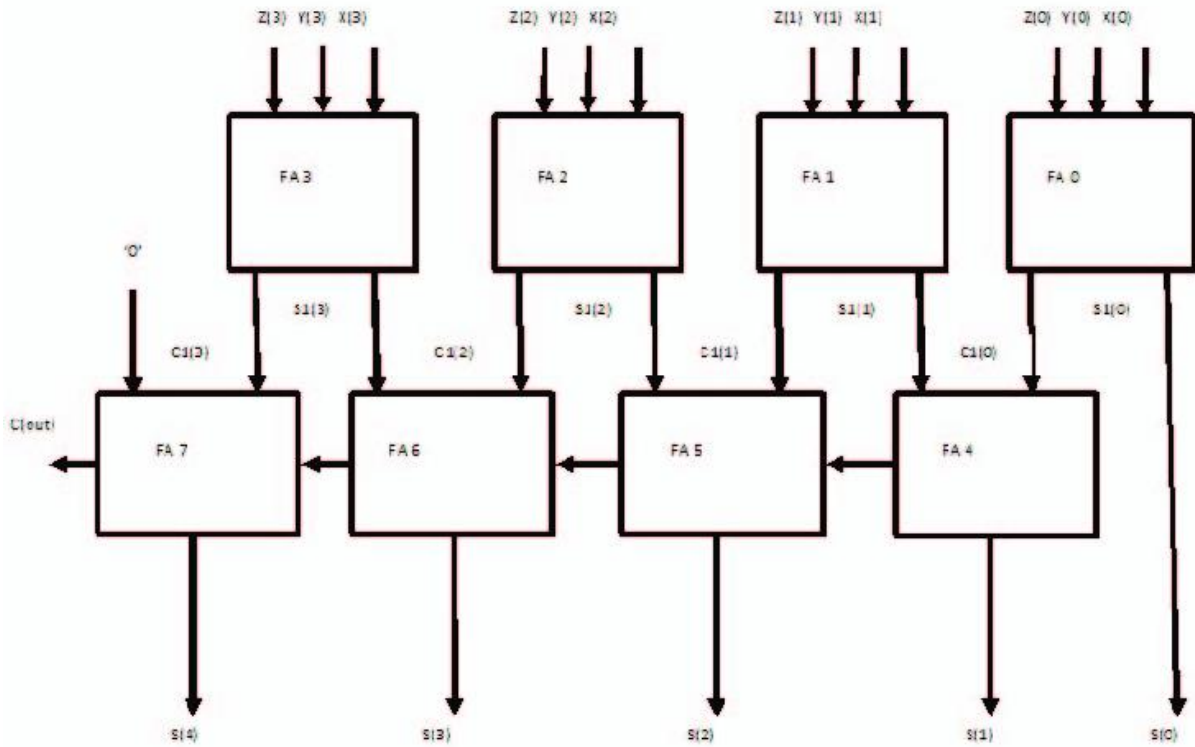 Z(3) Y(3) X(3) Z(2) Y(2) X(2) Z(1) Y(1) X(1) Z(0) Y(0) X(0)
FA 3 FA 2 FA 1 FA 0
'0'
S1(3) S1(2) S1(1) S1(0)
C1(3) C1(2) C1(1) C1(0)
C(out)
FA 7 FA 6 FA 5 FA 4
S(4) S(3) S(2) S(1) S(0)